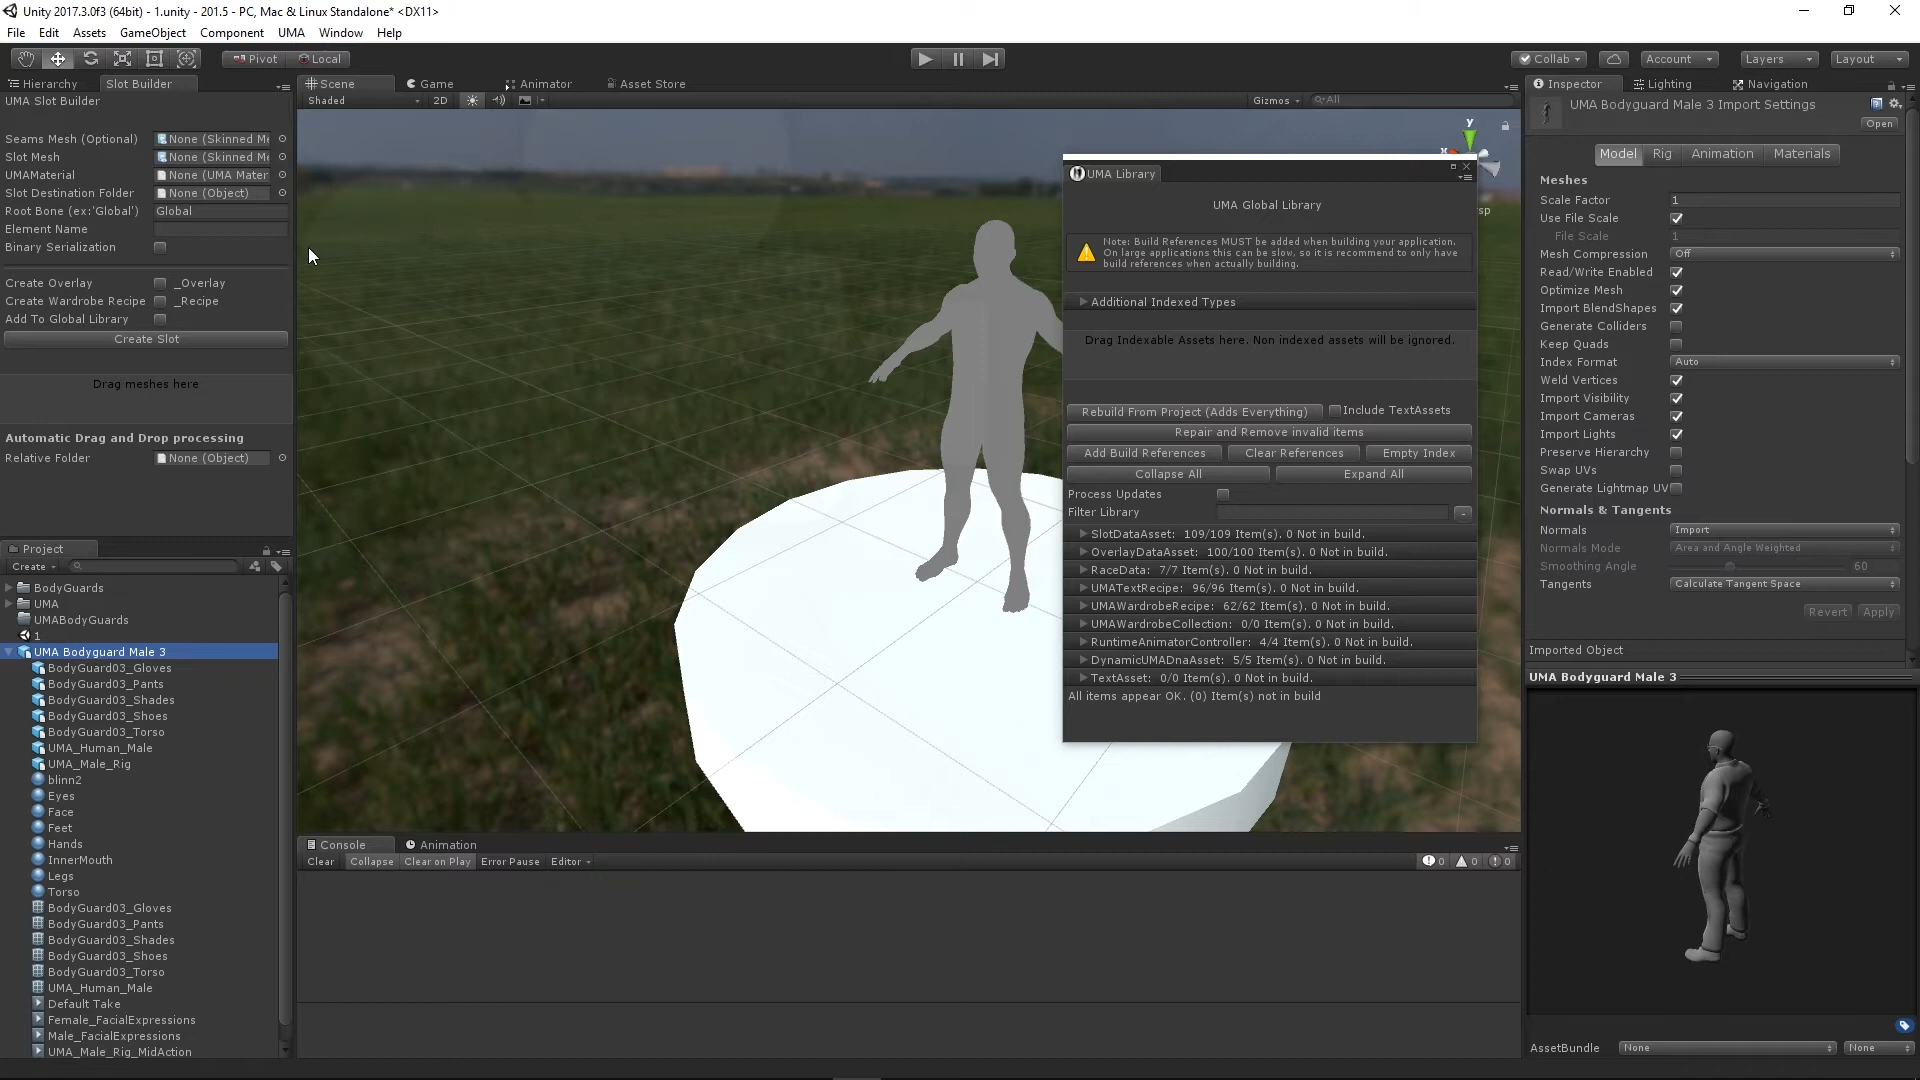 Unity 2017.3.0f3 (64bit) - 1.unity - 201.5 - PC, Mac & Linux Standalone* <DX11>
File Edit Assets GameObject Component UMA Window Help
Pivot Local
Collab Account Layers Layout
Hierarchy Slot Builder
UMA Slot Builder
Seams Mesh (Optional) None (Skinned Me
Slot Mesh None (Skinned Me
UMAMaterial None (UMA Mater
Slot Destination Folder None (Object)
Root Bone (ex:'Global') Global
Element Name
Binary Serialization
Create Overlay _Overlay
Create Wardrobe Recipe _Recipe
Add To Global Library
Create Slot
Drag meshes here
Automatic Drag and Drop processing
Relative Folder None (Object)
Project
Create
BodyGuards
UMA
UMABodyGuards
1
UMA Bodyguard Male 3
BodyGuard03_Gloves
BodyGuard03_Pants
BodyGuard03_Shades
BodyGuard03_Shoes
BodyGuard03_Torso
UMA_Human_Male
UMA_Male_Rig
blinn2
Eyes
Face
Feet
Hands
InnerMouth
Legs
Torso
BodyGuard03_Gloves
BodyGuard03_Pants
BodyGuard03_Shades
BodyGuard03_Shoes
BodyGuard03_Torso
UMA_Human_Male
Default Take
Female_FacialExpressions
Male_FacialExpressions
UMA_Male_Rig_MidAction
Scene Game Animator Asset Store
Shaded 2D Gizmos All
y
x
sp
UMA Library
UMA Global Library
Note: Build References MUST be added when building your application.
On large applications this can be slow, so it is recommend to only have
build references when actually building.
Additional Indexed Types
Drag Indexable Assets here. Non indexed assets will be ignored.
Rebuild From Project (Adds Everything) Include TextAssets
Repair and Remove invalid items
Add Build References Clear References Empty Index
Collapse All Expand All
Process Updates
Filter Library -
SlotDataAsset: 109/109 Item(s). 0 Not in build.
OverlayDataAsset: 100/100 Item(s). 0 Not in build.
RaceData: 7/7 Item(s). 0 Not in build.
UMATextRecipe: 96/96 Item(s). 0 Not in build.
UMAWardrobeRecipe: 62/62 Item(s). 0 Not in build.
UMAWardrobeCollection: 0/0 Item(s). 0 Not in build.
RuntimeAnimatorController: 4/4 Item(s). 0 Not in build.
DynamicUMADnaAsset: 5/5 Item(s). 0 Not in build.
TextAsset: 0/0 Item(s). 0 Not in build.
All items appear OK. (0) Item(s) not in build
Console Animation
Clear Collapse Clear on Play Error Pause Editor 0 0 0
Inspector Lighting Navigation
UMA Bodyguard Male 3 Import Settings
Open
Model Rig Animation Materials
Meshes
Scale Factor 1
Use File Scale
File Scale 1
Mesh Compression Off
Read/Write Enabled
Optimize Mesh
Import BlendShapes
Generate Colliders
Keep Quads
Index Format Auto
Weld Vertices
Import Visibility
Import Cameras
Import Lights
Preserve Hierarchy
Swap UVs
Generate Lightmap UV
Normals & Tangents
Normals Import
Normals Mode Area and Angle Weighted
Smoothing Angle 60
Tangents Calculate Tangent Space
Revert Apply
Imported Object
UMA Bodyguard Male 3
AssetBundle None None